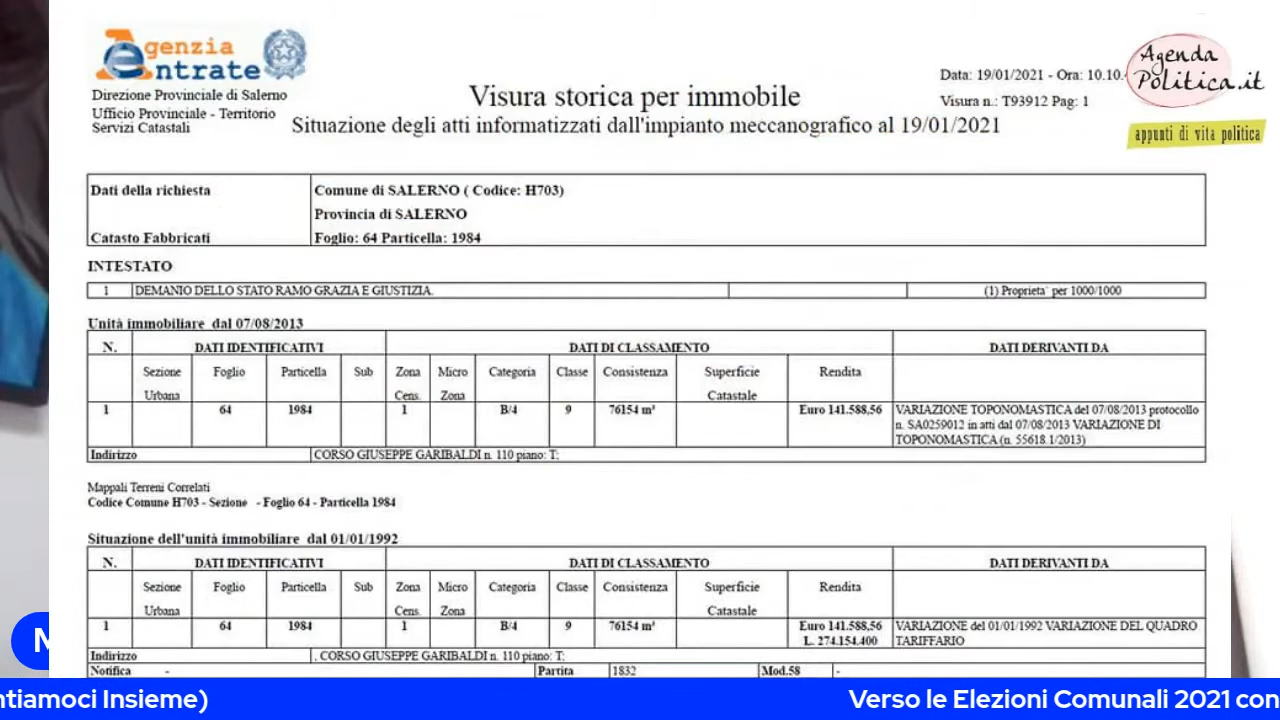 Agenzia
Entrate
Direzione Provinciale di Salerno
Ufficio Provinciale - Territorio
Servizi Catastali
Visura storica per immobile
Situazione degli atti informatizzati dall'impianto meccanografico al 19/01/2021
Data: 19/01/2021 - Ora: 10.10.
Visura n.: T93912 Pag: 1
Agenda
Politica.it
appunti di vita politica
Dati della richiesta Comune di SALERNO ( Codice: H703)
Provincia di SALERNO
Catasto Fabbricati Foglio: 64 Particella: 1984
INTESTATO
1 DEMANIO DELLO STATO RAMO GRAZIA E GIUSTIZIA. (1) Proprieta` per 1000/1000
Unità immobiliare dal 07/08/2013
N. DATI IDENTIFICATIVI DATI DI CLASSAMENTO DATI DERIVANTI DA
Sezione Foglio Particella Sub Zona Micro Categoria Classe Consistenza Superficie Rendita
Urbana Cens. Zona Catastale
1 64 1984 1 B/4 9 76154 m³ Euro 141.588,56 VARIAZIONE TOPONOMASTICA del 07/08/2013 protocollo
n. SA0259012 in atti dal 07/08/2013 VARIAZIONE DI
TOPONOMASTICA (n. 55618.1/2013)
Indirizzo CORSO GIUSEPPE GARIBALDI n. 110 piano: T;
Mappali Terreni Correlati
Codice Comune H703 - Sezione - Foglio 64 - Particella 1984
Situazione dell'unità immobiliare dal 01/01/1992
N. DATI IDENTIFICATIVI DATI DI CLASSAMENTO DATI DERIVANTI DA
Sezione Foglio Particella Sub Zona Micro Categoria Classe Consistenza Superficie Rendita
Urbana Cens. Zona Catastale
1 64 1984 1 B/4 9 76154 m³ Euro 141.588,56 VARIAZIONE del 01/01/1992 VARIAZIONE DEL QUADRO
L. 274.154.400 TARIFFARIO
Indirizzo , CORSO GIUSEPPE GARIBALDI n. 110 piano: T;
Notifica - Partita 1832 Mod.58 -
M
ntiamoci Insieme) Verso le Elezioni Comunali 2021 con